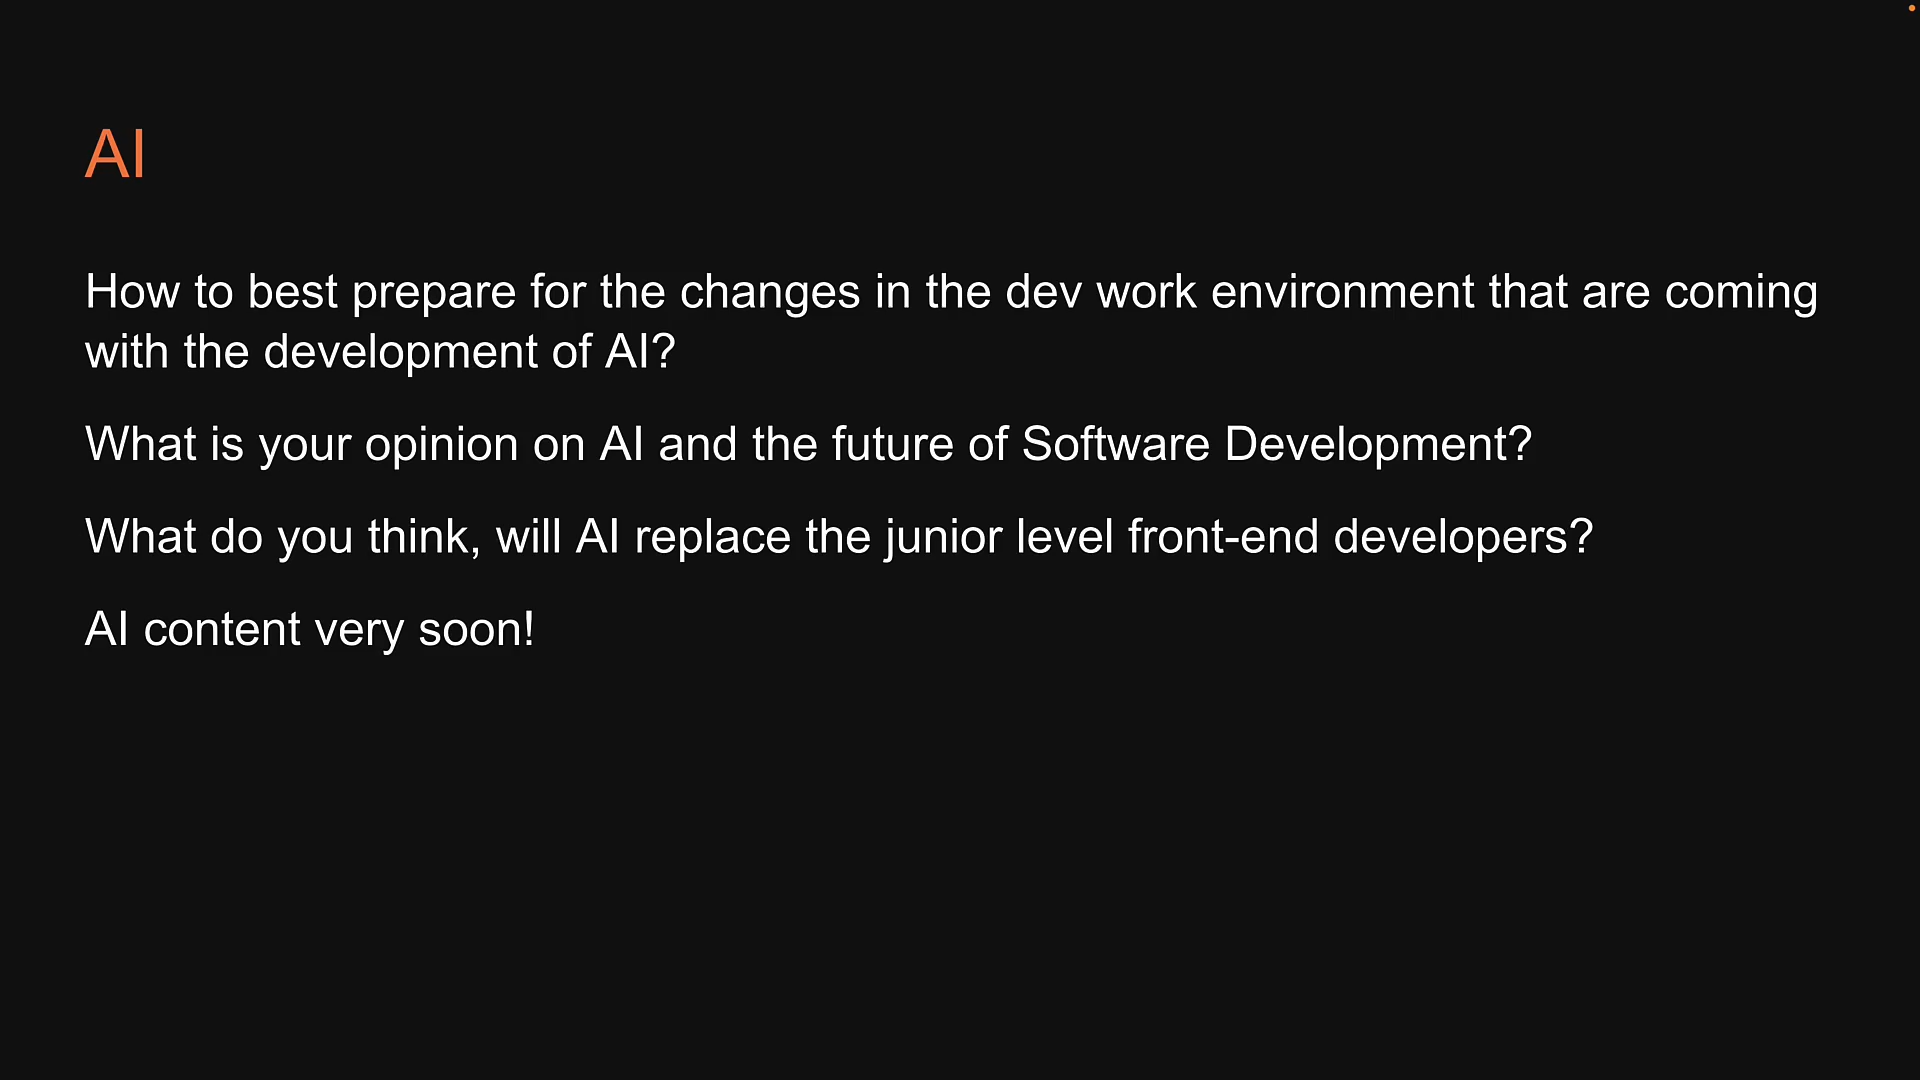 AI
How to best prepare for the changes in the dev work environment that are coming
with the development of AI?
What is your opinion on AI and the future of Software Development?
What do you think, will AI replace the junior level front-end developers?
AI content very soon!